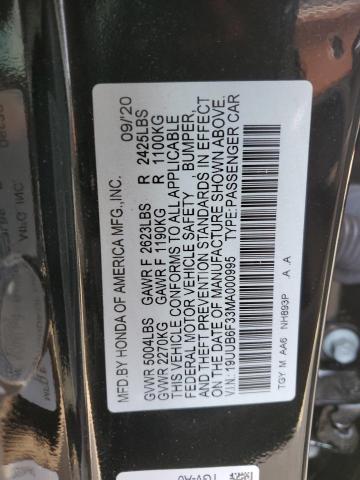 MFD.BY HONDA OF AMERICA MFG.,INC. 09/'20
GVWR 5004LBS GAWR F 2623LBS R 2425LBS
GVWR 2270KG GAWR F 1190KG R 1100KG
THIS VEHICLE CONFORMS TO ALL APPLICABLE
FEDERAL MOTOR VEHICLE SAFETY , BUMPER,
AND THEFT PREVENTION STANDARDS IN EFFECT
ON THE DATE OF MANUFACTURE SHOWN ABOVE.
V.I.N.: 19UUB6F33MA000995 TYPE:PASSENGER CAR
TGY M AA6 NH893P A .A